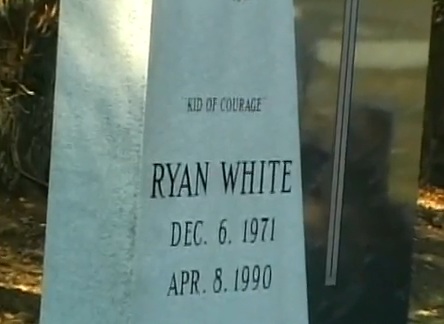 "KID OF COURAGE"
RYAN WHITE
DEC. 6, 1971
APR. 8, 1990